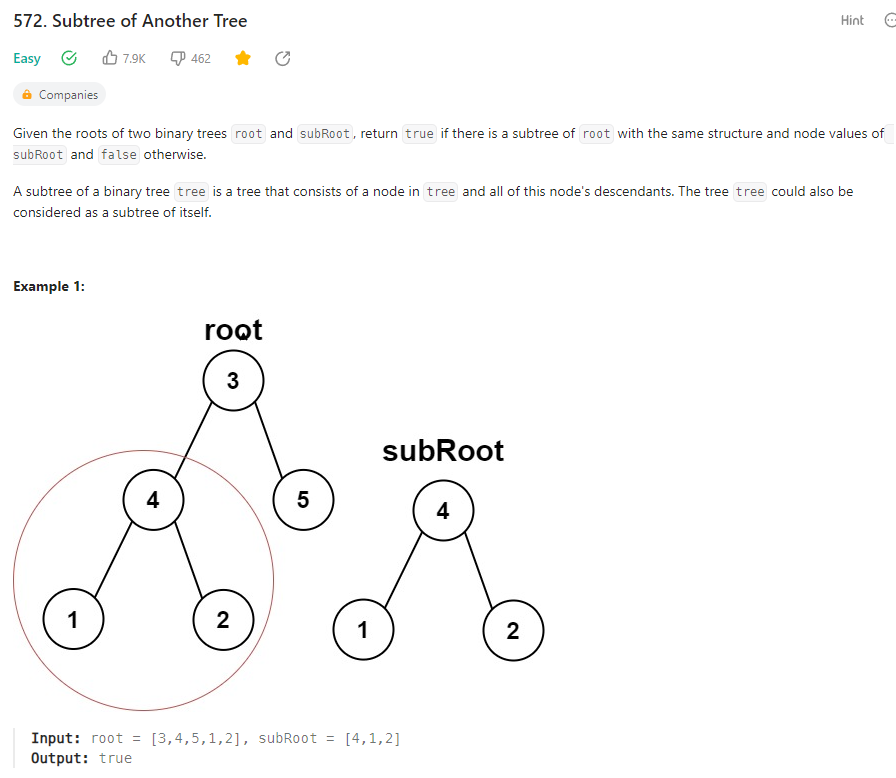 572. Subtree of Another Tree
Hint
Easy 7.9K 462
Companies
Given the roots of two binary trees root and subRoot, return true if there is a subtree of root with the same structure and node values of
subRoot and false otherwise.
A subtree of a binary tree tree is a tree that consists of a node in tree and all of this node's descendants. The tree tree could also be
considered as a subtree of itself.
Example 1:
root
3
subRoot
4
5
4
1
2
1
2
Input: root = [3,4,5,1,2], subRoot = [4,1,2]
Output: true